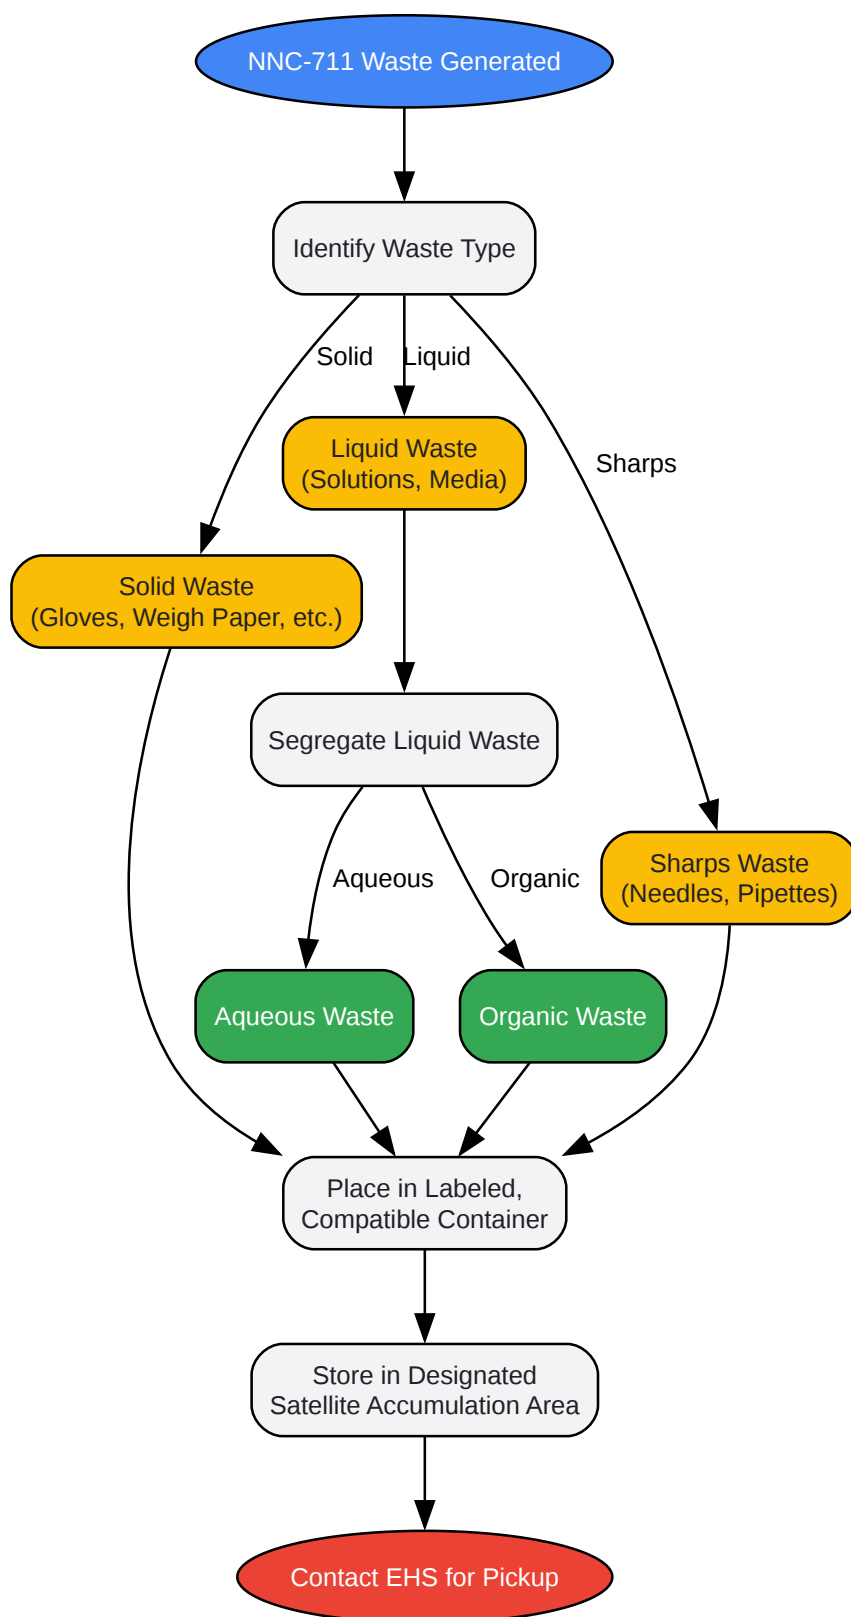 NNC-711 Waste Generated
Identify Waste Type
Solid
Liquid
Liquid Waste
(Solutions, Media)
Sharps
Solid Waste
(Gloves, Weigh Paper, etc.)
Segregate Liquid Waste
Aqueous
Organic
Sharps Waste
(Needles, Pipettes)
Aqueous Waste
Organic Waste
Place in Labeled,
Compatible Container
Store in Designated
Satellite Accumulation Area
Contact EHS for Pickup